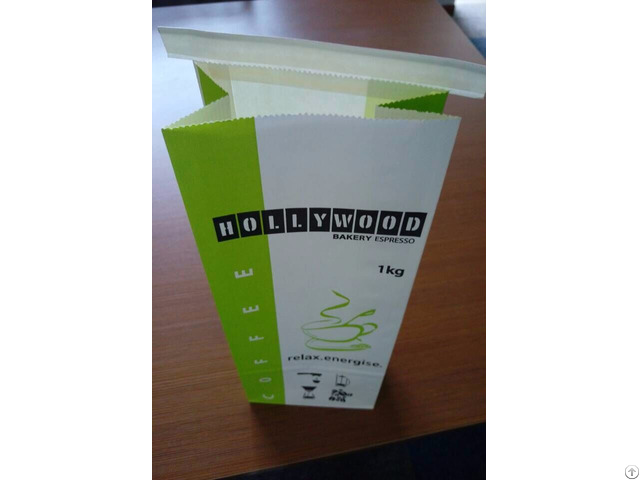 HOLLYWOOD
BAKERY ESPRESSO
1kg
COFFEE
relax.energise.